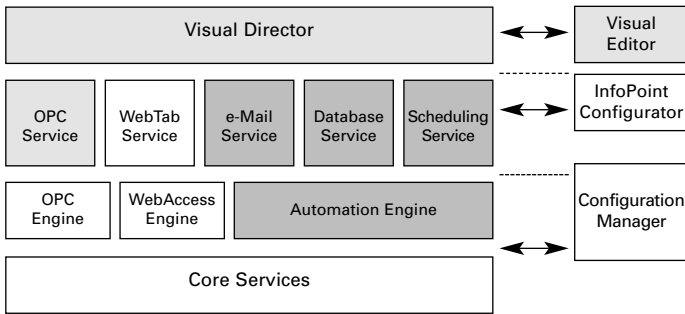 Visual Director
Visual
Editor
OPC
Service
WebTab
Service
e-Mail
Service
Database
Service
Scheduling
Service
InfoPoint
Configurator
OPC
Engine
WebAccess
Engine
Automation Engine
Configuration
Manager
Core Services